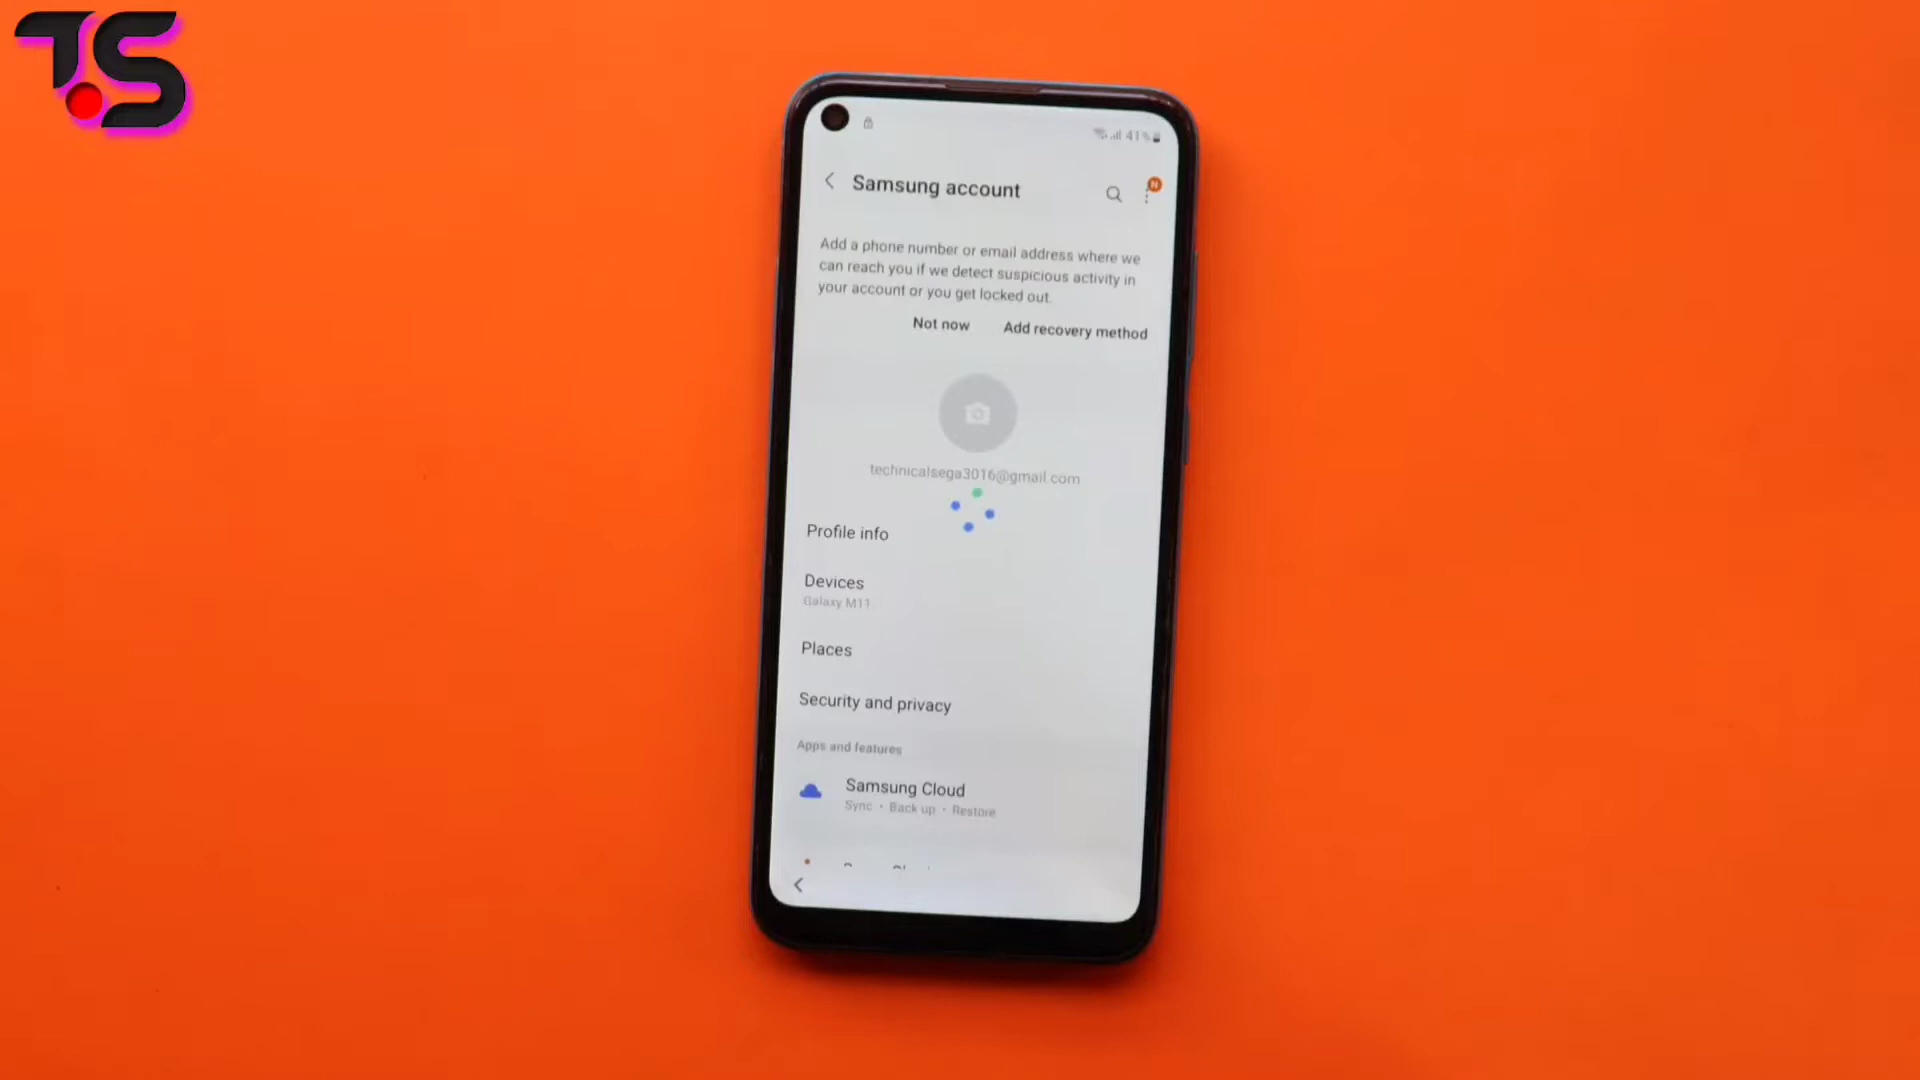 T.S
41%
Samsung account
N
Add a phone number or email address where we
can reach you if we detect suspicious activity in
your account or you get locked out.
Not now Add recovery method
technicalsega3016@gmail.com
Profile info
Devices
Galaxy M11
Places
Security and privacy
Apps and features
Samsung Cloud
Sync • Back up • Restore